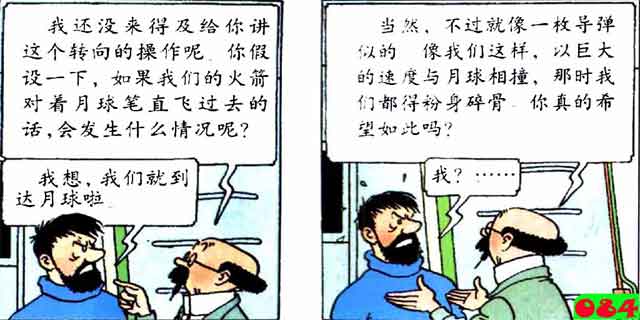 我还没来得及给你讲
这个转向的操作呢. 你假
设一下, 如果我们的火箭
对着月球笔直飞过去的
话, 会发生什么情况呢?
我想, 我们就到
达月球啦.
当然, 不过就像一枚导弹
似的. 像我们这样, 以巨大
的速度与月球相撞, 那时我
们都得粉身碎骨. 你真的希
望如此吗?
我? ……
084